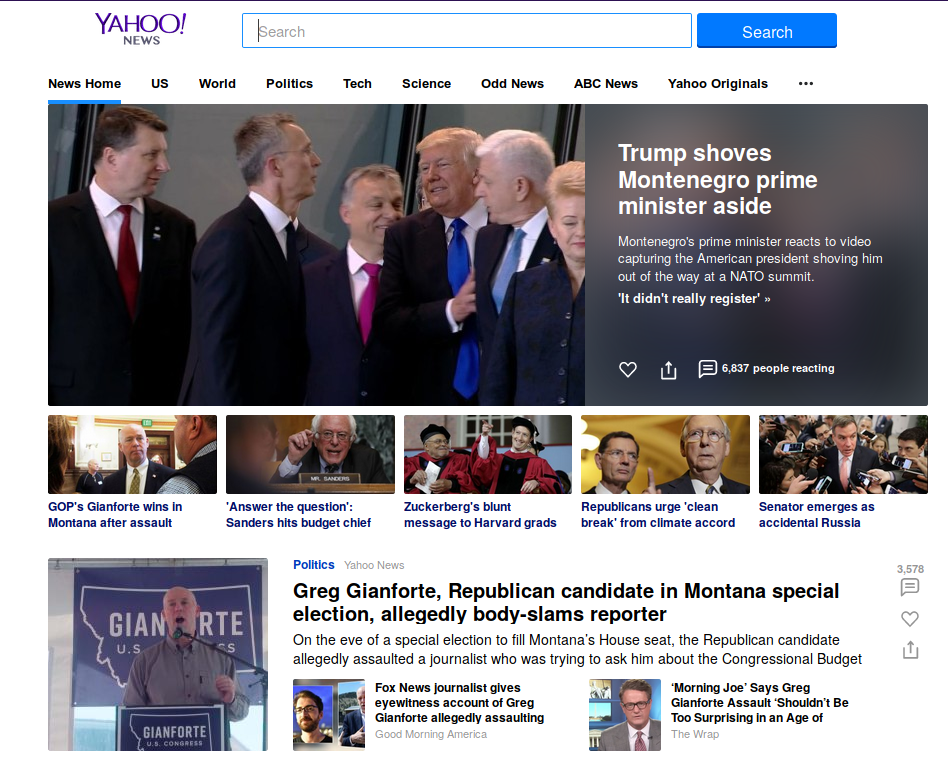 YAHOO!
NEWS
Search
Search
News Home US World Politics Tech Science Odd News ABC News Yahoo Originals •••
Trump shoves
Montenegro prime
minister aside
Montenegro's prime minister reacts to video
capturing the American president shoving him
out of the way at a NATO summit.
'It didn't really register' »
6,837 people reacting
MR. SANDERS
GOP's Gianforte wins in
Montana after assault
'Answer the question':
Sanders hits budget chief
Zuckerberg's blunt
message to Harvard grads
Republicans urge 'clean
break' from climate accord
Senator emerges as
accidental Russia
GIANFORTE
U.S. CONGRESS
GIANFORTE
U.S. CONGRESS
Politics Yahoo News
Greg Gianforte, Republican candidate in Montana special
election, allegedly body-slams reporter
On the eve of a special election to fill Montana's House seat, the Republican candidate
allegedly assaulted a journalist who was trying to ask him about the Congressional Budget
3,578
Fox News journalist gives
eyewitness account of Greg
Gianforte allegedly assaulting
Good Morning America
‘Morning Joe’ Says Greg
Gianforte Assault ‘Shouldn’t Be
Too Surprising in an Age of
The Wrap